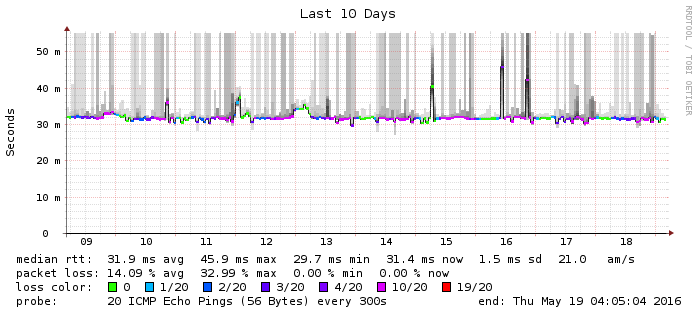 Last 10 Days
RRDTOOL / TOBI OETIKER
Seconds
50 m
40 m
30 m
20 m
10 m
0
09 10 11 12 13 14 15 16 17 18
median rtt: 31.9 ms avg 45.9 ms max 29.7 ms min 31.4 ms now 1.5 ms sd 21.0 am/s
packet loss: 14.09 % avg 32.99 % max 0.00 % min 0.00 % now
loss color: 0 1/20 2/20 3/20 4/20 10/20 19/20
probe: 20 ICMP Echo Pings (56 Bytes) every 300s end: Thu May 19 04:05:04 2016